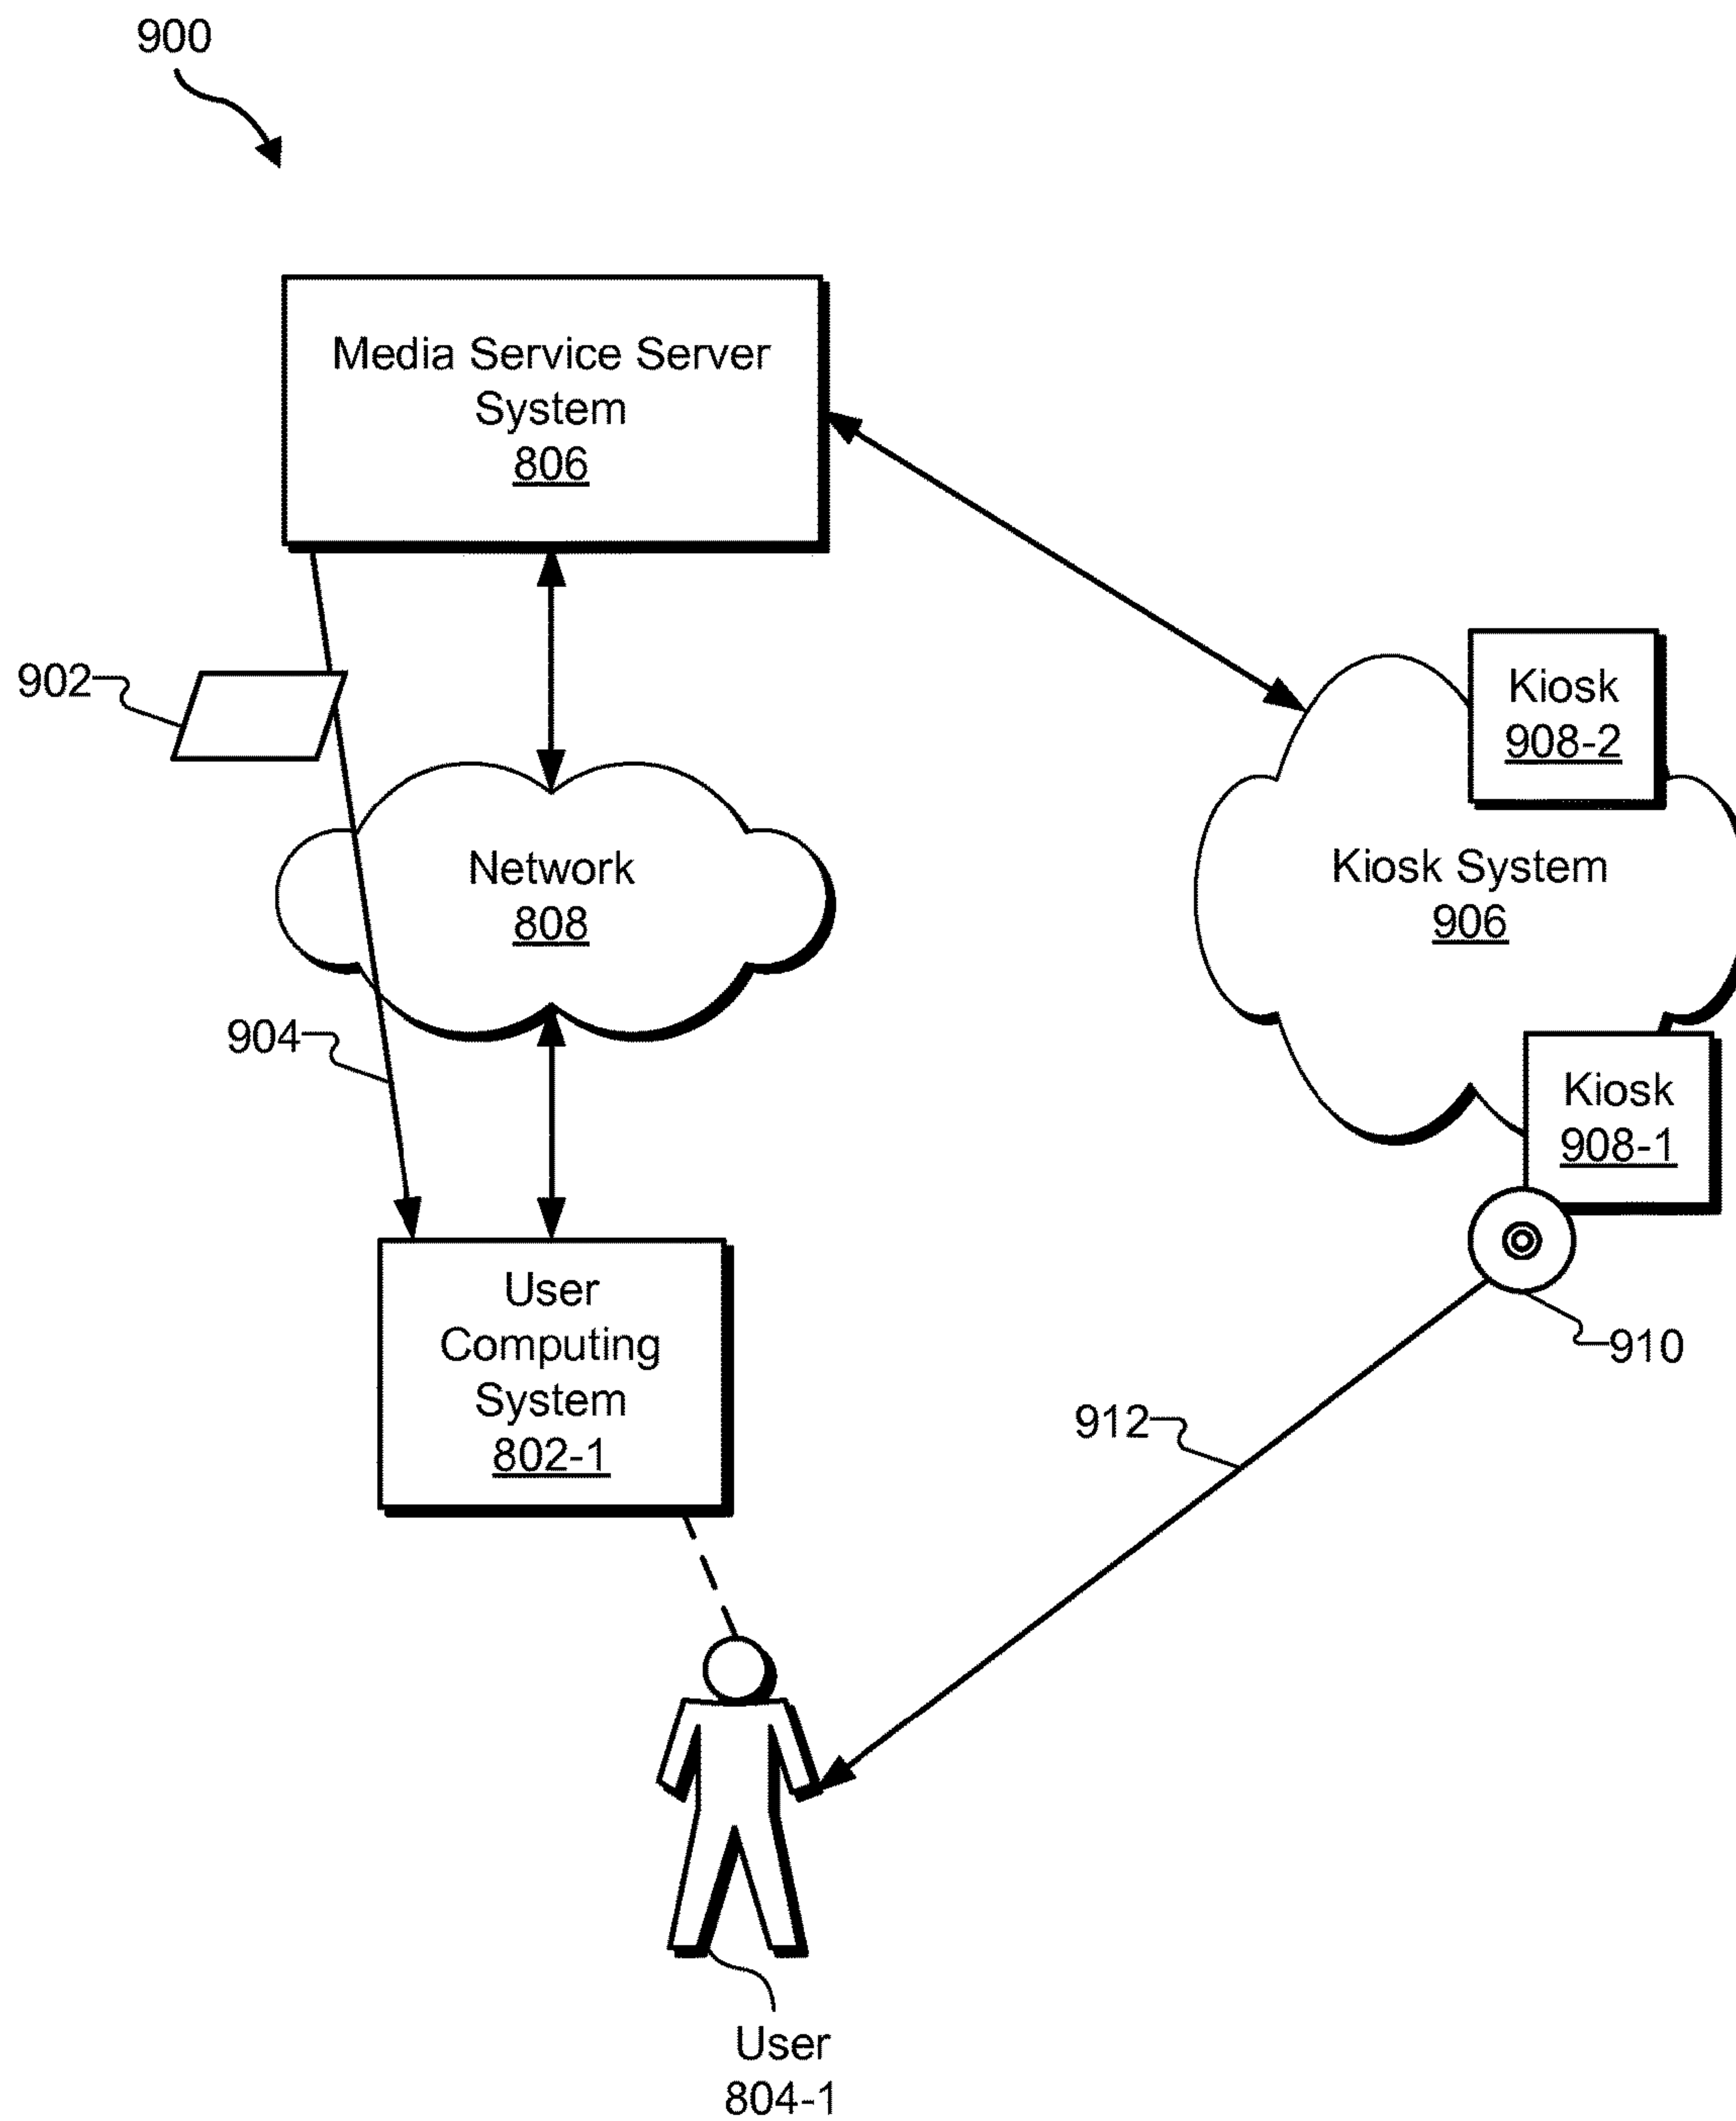 900
Media Service Server
System
806
902
Kiosk
908-2
Network
808
Kiosk System
906
904
Kiosk
908-1
User
Computing
System
802-1
910
912
User
804-1